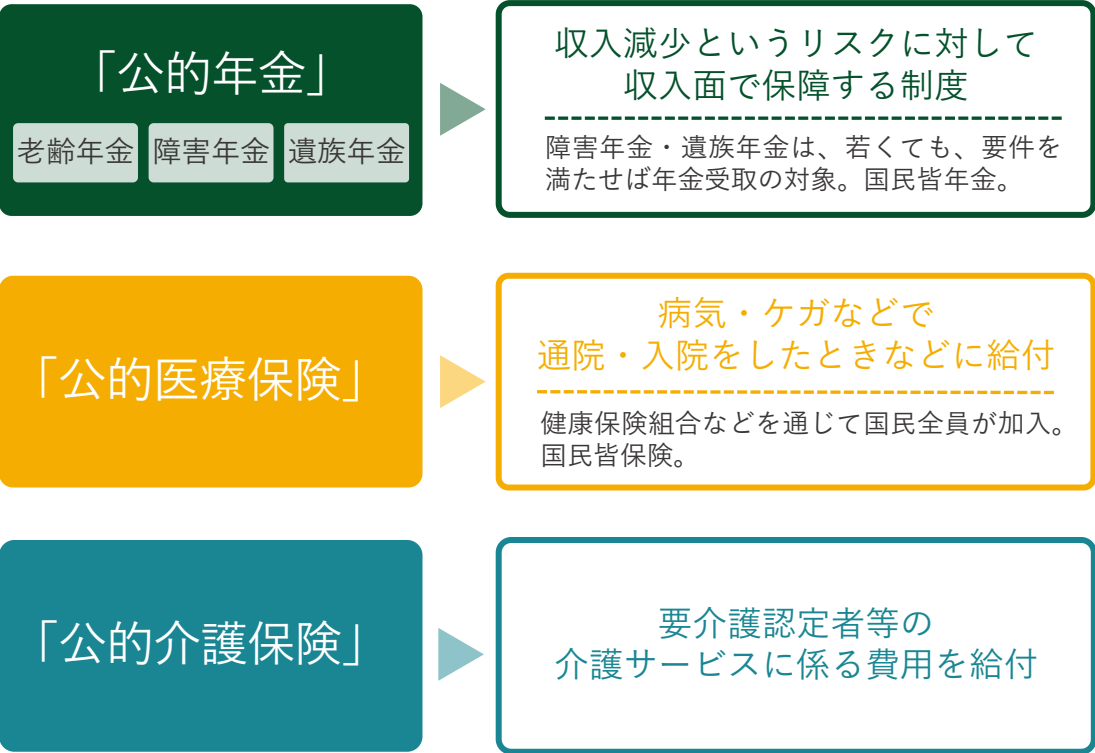 「公的年金」
老齢年金 障害年金 遺族年金
収入減少というリスクに対して
収入面で保障する制度
障害年金・遺族年金は、若くても、要件を
満たせば年金受取の対象。国民皆年金。
「公的医療保険」
病気・ケガなどで
通院・入院をしたときなどに給付
健康保険組合などを通じて国民全員が加入。
国民皆保険。
「公的介護保険」
要介護認定者等の
介護サービスに係る費用を給付